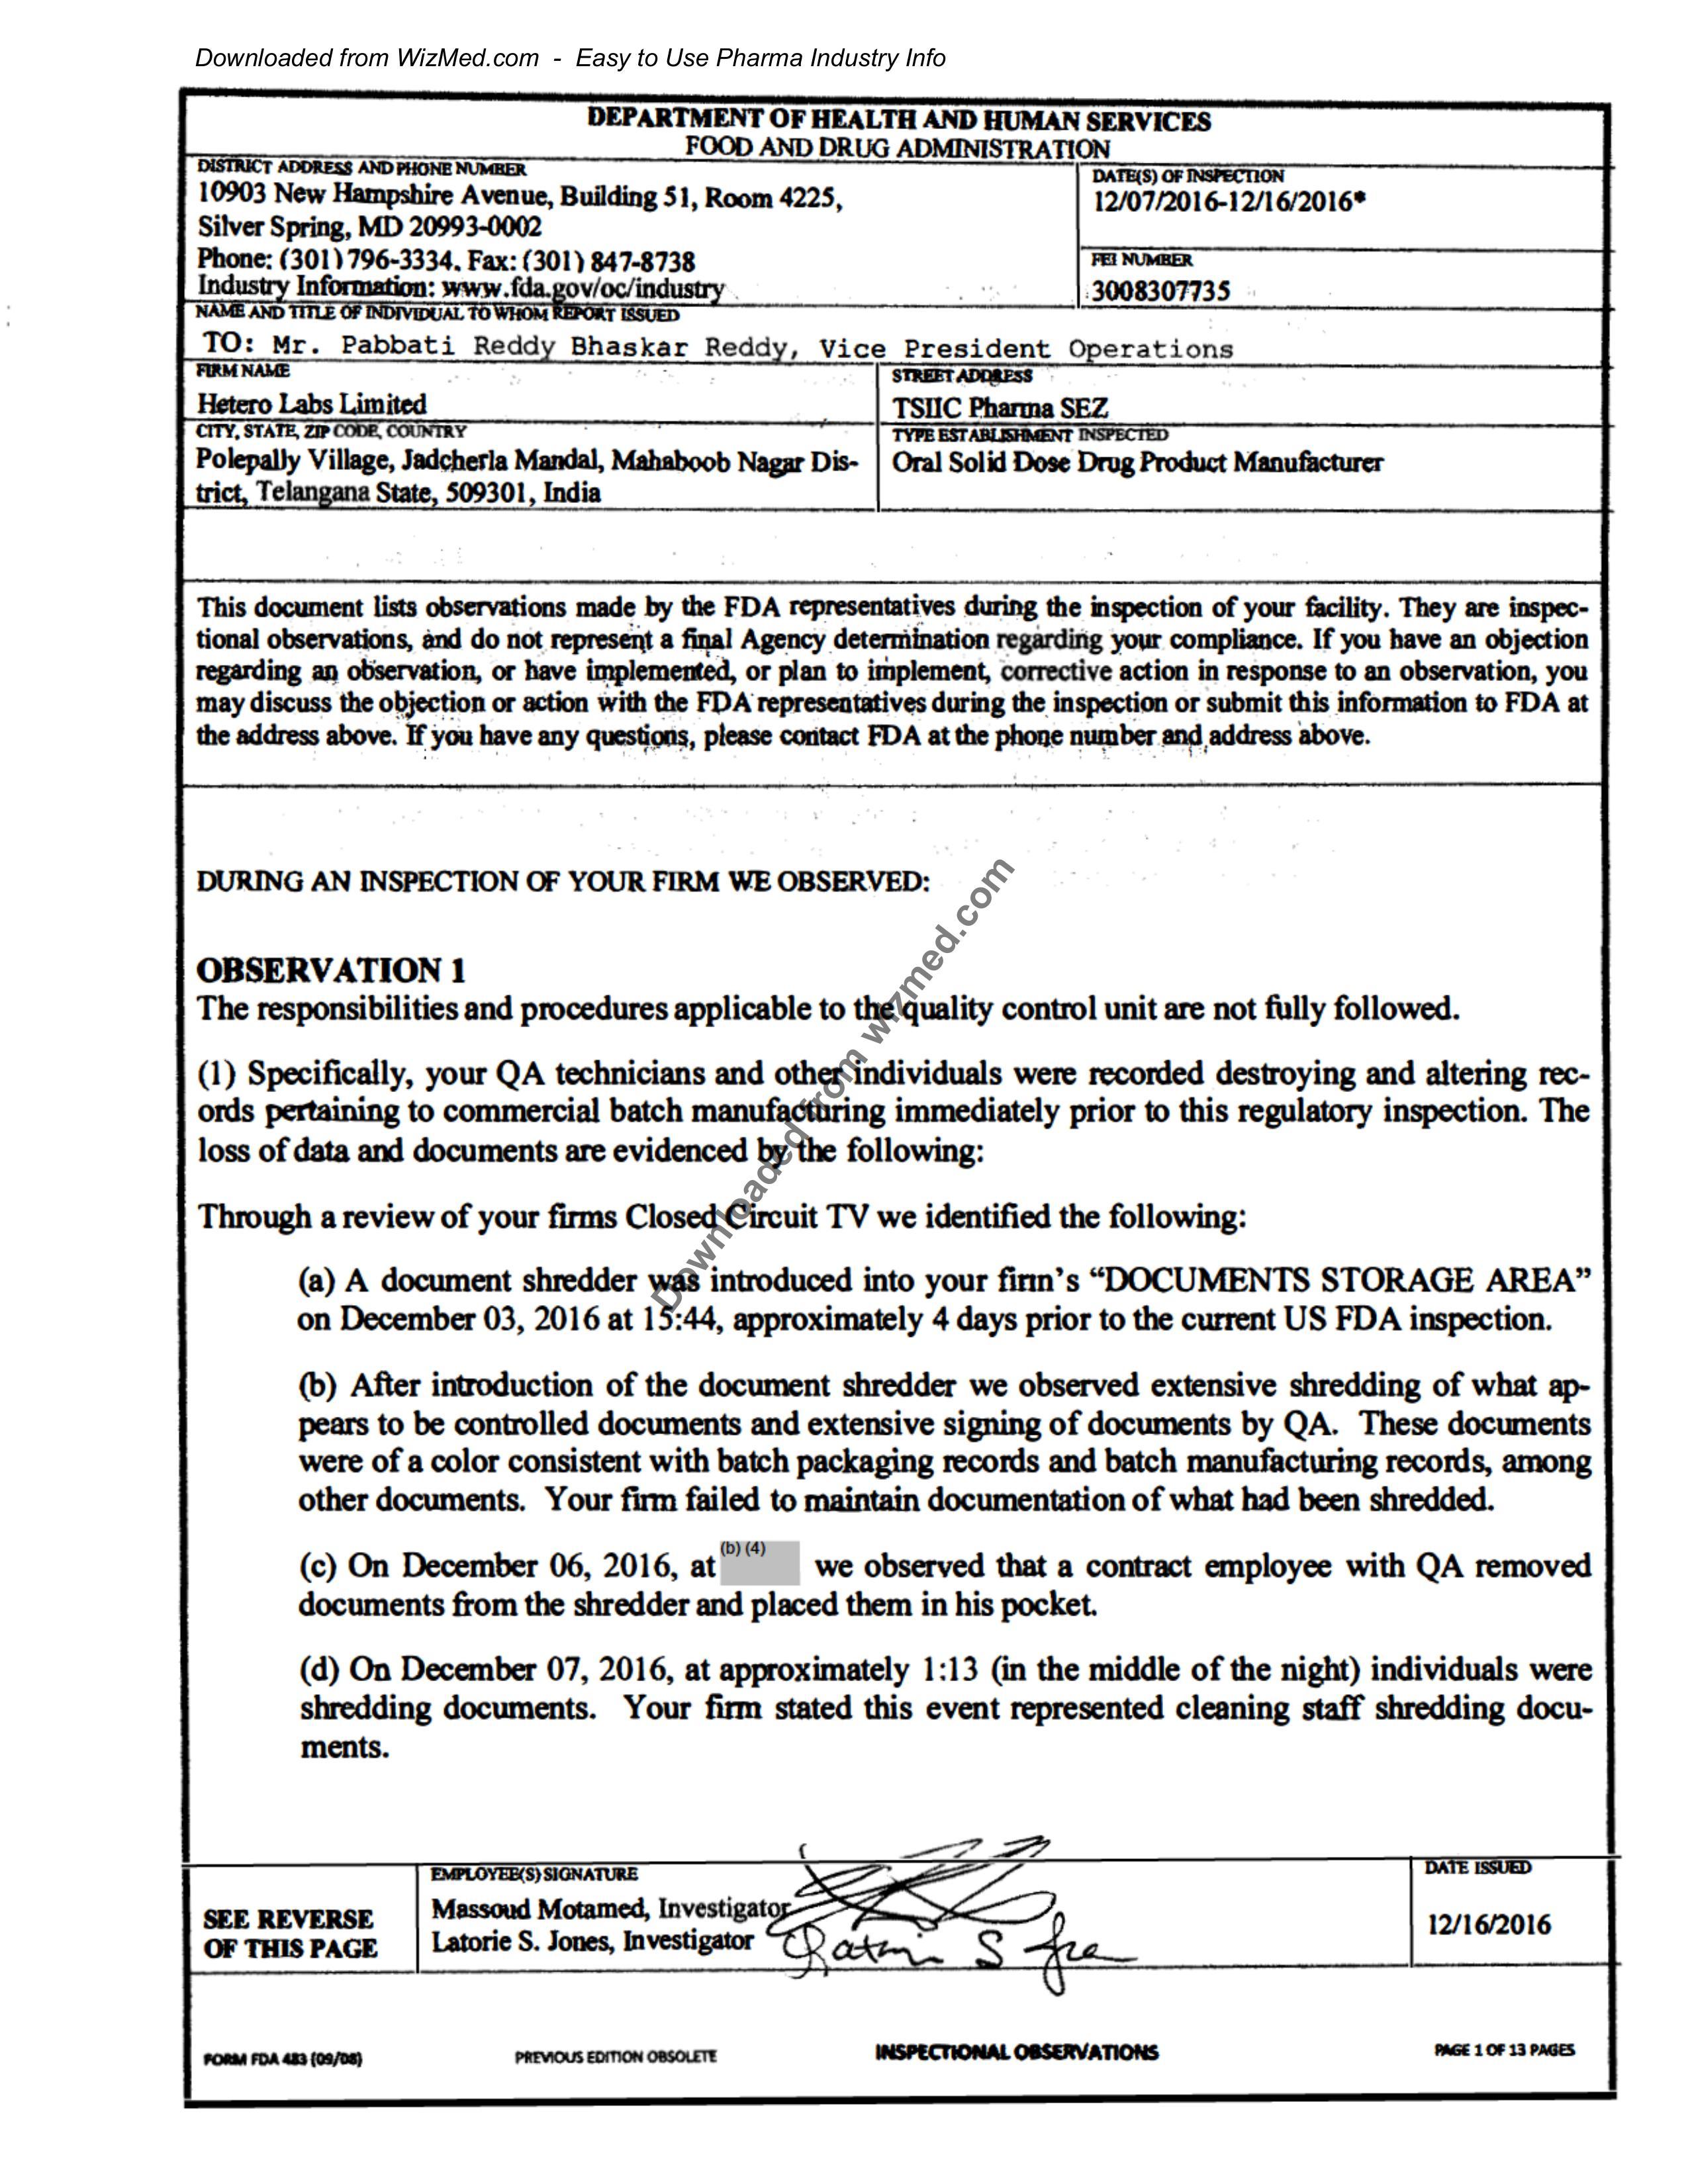 Downloaded from WizMed.com - Easy to Use Pharma Industry Info
DEPARTMENT OF HEALTH AND HUMAN SERVICES
FOOD AND DRUG ADMINISTRATION
DISTRICT ADDRESS AND PHONE NUMBER
10903 New Hampshire Avenue, Building 51, Room 4225,
Silver Spring, MD 20993-0002
Phone: (301) 796-3334. Fax: (301) 847-8738
Industry Information: www.fda.gov/oc/industry
DATE(S) OF INSPECTION
12/07/2016-12/16/2016*
FEI NUMBER
3008307735
NAME AND TITLE OF INDIVIDUAL TO WHOM REPORT ISSUED
TO: Mr. Pabbati Reddy Bhaskar Reddy, Vice President Operations
FIRM NAME
Hetero Labs Limited
STREET ADDRESS
TSIIC Pharma SEZ
CITY, STATE, ZIP CODE, COUNTRY
Polepally Village, Jadcherla Mandal, Mahaboob Nagar Dis-
trict, Telangana State, 509301, India
TYPE ESTABLISHMENT INSPECTED
Oral Solid Dose Drug Product Manufacturer
This document lists observations made by the FDA representatives during the inspection of your facility. They are inspec-
tional observations, and do not represent a final Agency determination regarding your compliance. If you have an objection
regarding an observation, or have implemented, or plan to implement, corrective action in response to an observation, you
may discuss the objection or action with the FDA representatives during the inspection or submit this information to FDA at
the address above. If you have any questions, please contact FDA at the phone number and address above.
DURING AN INSPECTION OF YOUR FIRM WE OBSERVED:
OBSERVATION 1
The responsibilities and procedures applicable to the quality control unit are not fully followed.
(1) Specifically, your QA technicians and other individuals were recorded destroying and altering rec-
ords pertaining to commercial batch manufacturing immediately prior to this regulatory inspection. The
loss of data and documents are evidenced by the following:
Through a review of your firms Closed Circuit TV we identified the following:
(a) A document shredder was introduced into your firm's “DOCUMENTS STORAGE AREA”
on December 03, 2016 at 15:44, approximately 4 days prior to the current US FDA inspection.
(b) After introduction of the document shredder we observed extensive shredding of what ap-
pears to be controlled documents and extensive signing of documents by QA. These documents
were of a color consistent with batch packaging records and batch manufacturing records, among
other documents. Your firm failed to maintain documentation of what had been shredded.
(c) On December 06, 2016, at (b) (4) we observed that a contract employee with QA removed
documents from the shredder and placed them in his pocket.
(d) On December 07, 2016, at approximately 1:13 (in the middle of the night) individuals were
shredding documents. Your firm stated this event represented cleaning staff shredding docu-
ments.
Downloaded from wizmed.com
SEE REVERSE
OF THIS PAGE
EMPLOYEE(S) SIGNATURE
Massoud Motamed, Investigator
Latorie S. Jones, Investigator
DATE ISSUED
12/16/2016
FORM FDA 483 (09/08)
PREVIOUS EDITION OBSOLETE
INSPECTIONAL OBSERVATIONS
PAGE 1 OF 13 PAGES